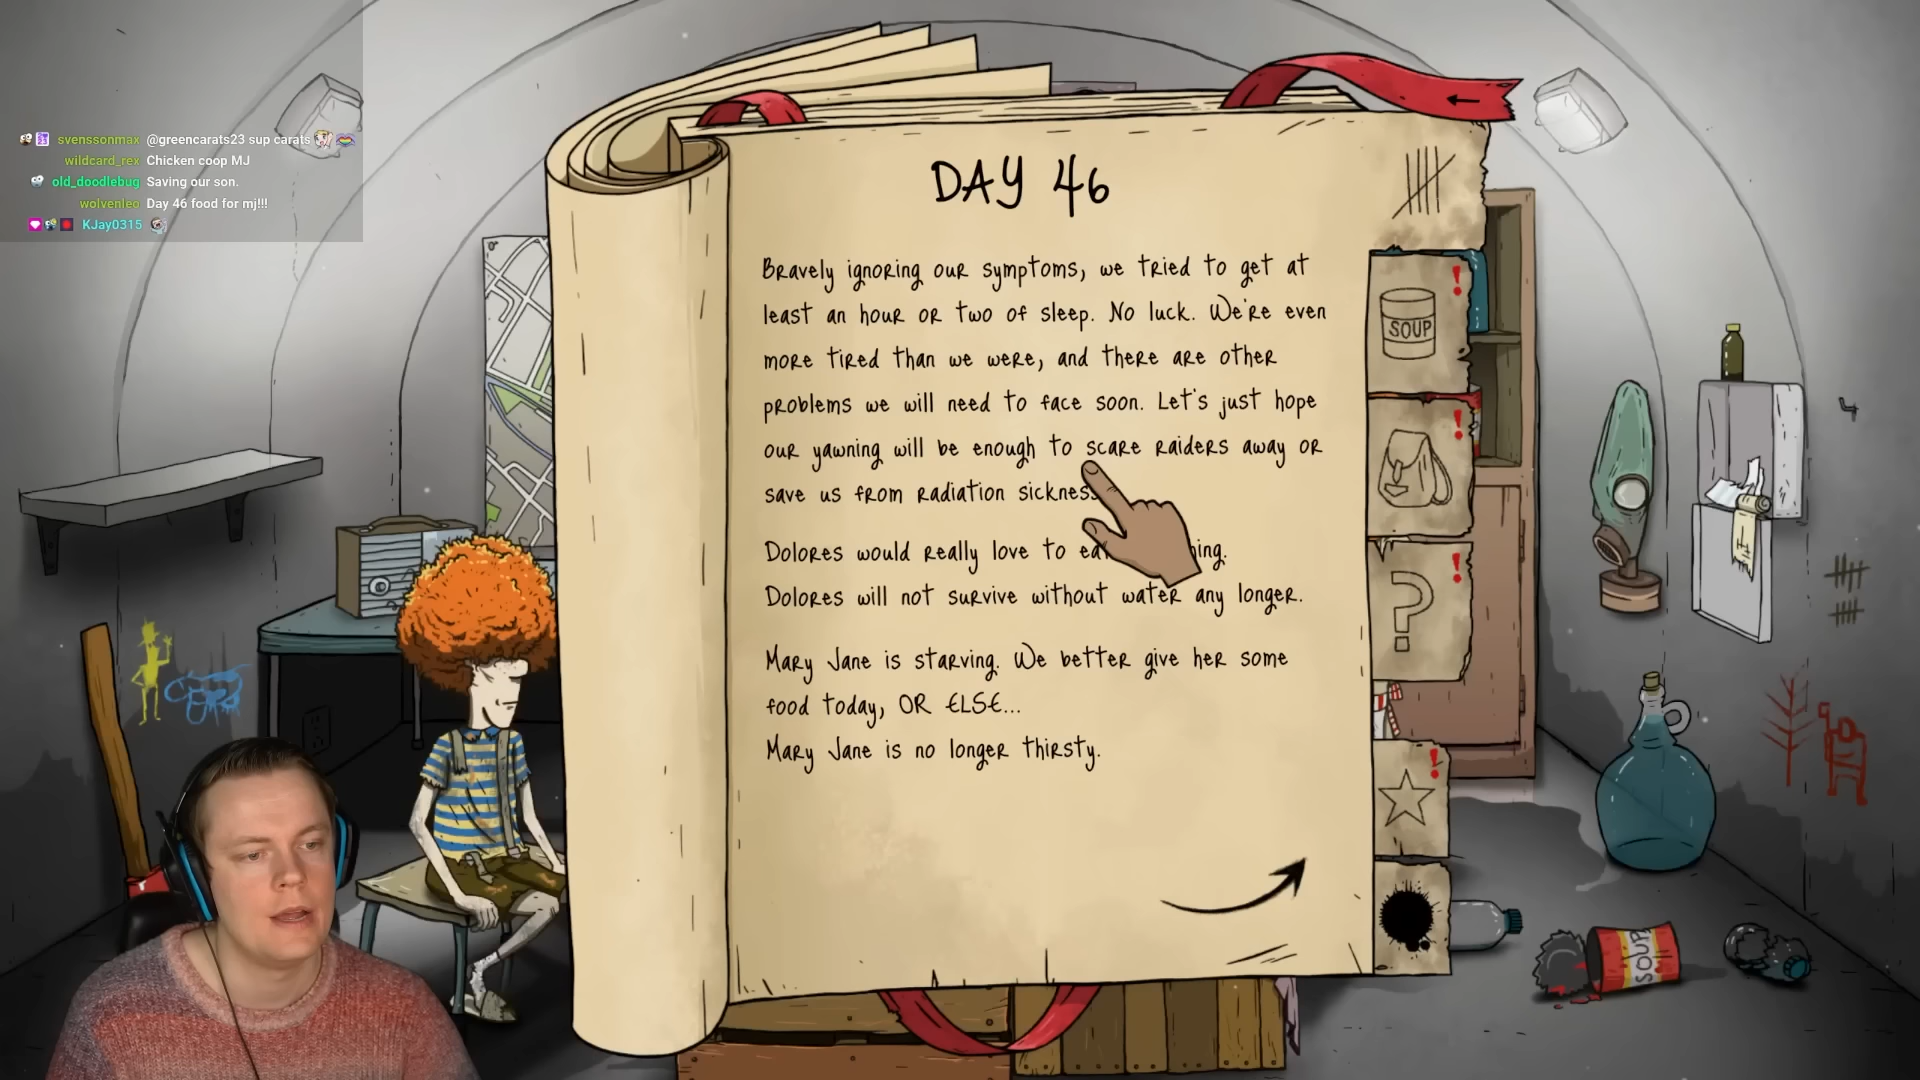 svenssonmax @greencarats23 sup carats
wildcard_rex Chicken coop MJ
old_doodlebug Saving our son.
wolvenleo Day 46 food for mj!!!
KJay0315
DAY 46
Bravely ignoring our symptoms, we tried to get at
least an hour or two of sleep. No luck. We're even
more tired than we were, and there are other
problems we will need to face soon. Let's just hope
our yawning will be enough to scare raiders away or
save us from radiation sickness
Dolores would really love to
Dolores will not survive without water any longer.
Mary Jane is starving. We better give her some
food today, OR ELSE...
Mary Jane is no longer thirsty.
SOUP
!
!
?
!
!
SOUP